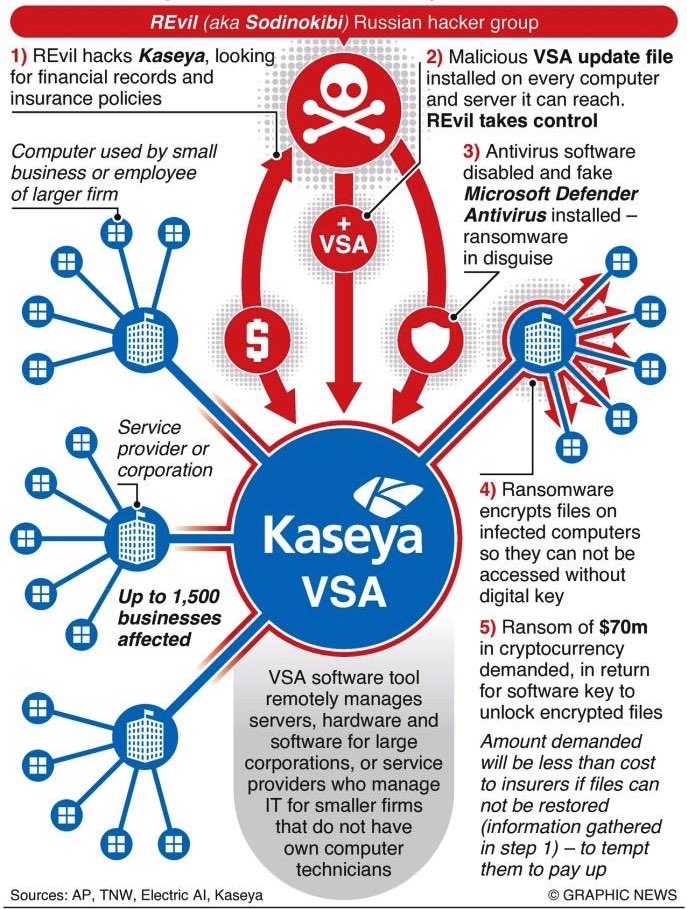 REvil (aka Sodinokibi) Russian hacker group
1) REvil hacks Kaseya, looking
for financial records and
insurance policies
2) Malicious VSA update file
installed on every computer
and server it can reach.
REvil takes control
3) Antivirus software
disabled and fake
Microsoft Defender
Antivirus installed –
ransomware
in disguise
Computer used by small
business or employee
of larger firm
+
VSA
$
Service
provider or
corporation
Up to 1,500
businesses
affected
Kaseya
VSA
VSA software tool
remotely manages
servers, hardware and
software for large
corporations, or service
providers who manage
IT for smaller firms
that do not have
own computer
technicians
4) Ransomware
encrypts files on
infected computers
so they can not be
accessed without
digital key
5) Ransom of $70m
in cryptocurrency
demanded, in return
for software key to
unlock encrypted files
Amount demanded
will be less than cost
to insurers if files can
not be restored
(information gathered
in step 1) – to tempt
them to pay up
Sources: AP, TNW, Electric AI, Kaseya
© GRAPHIC NEWS